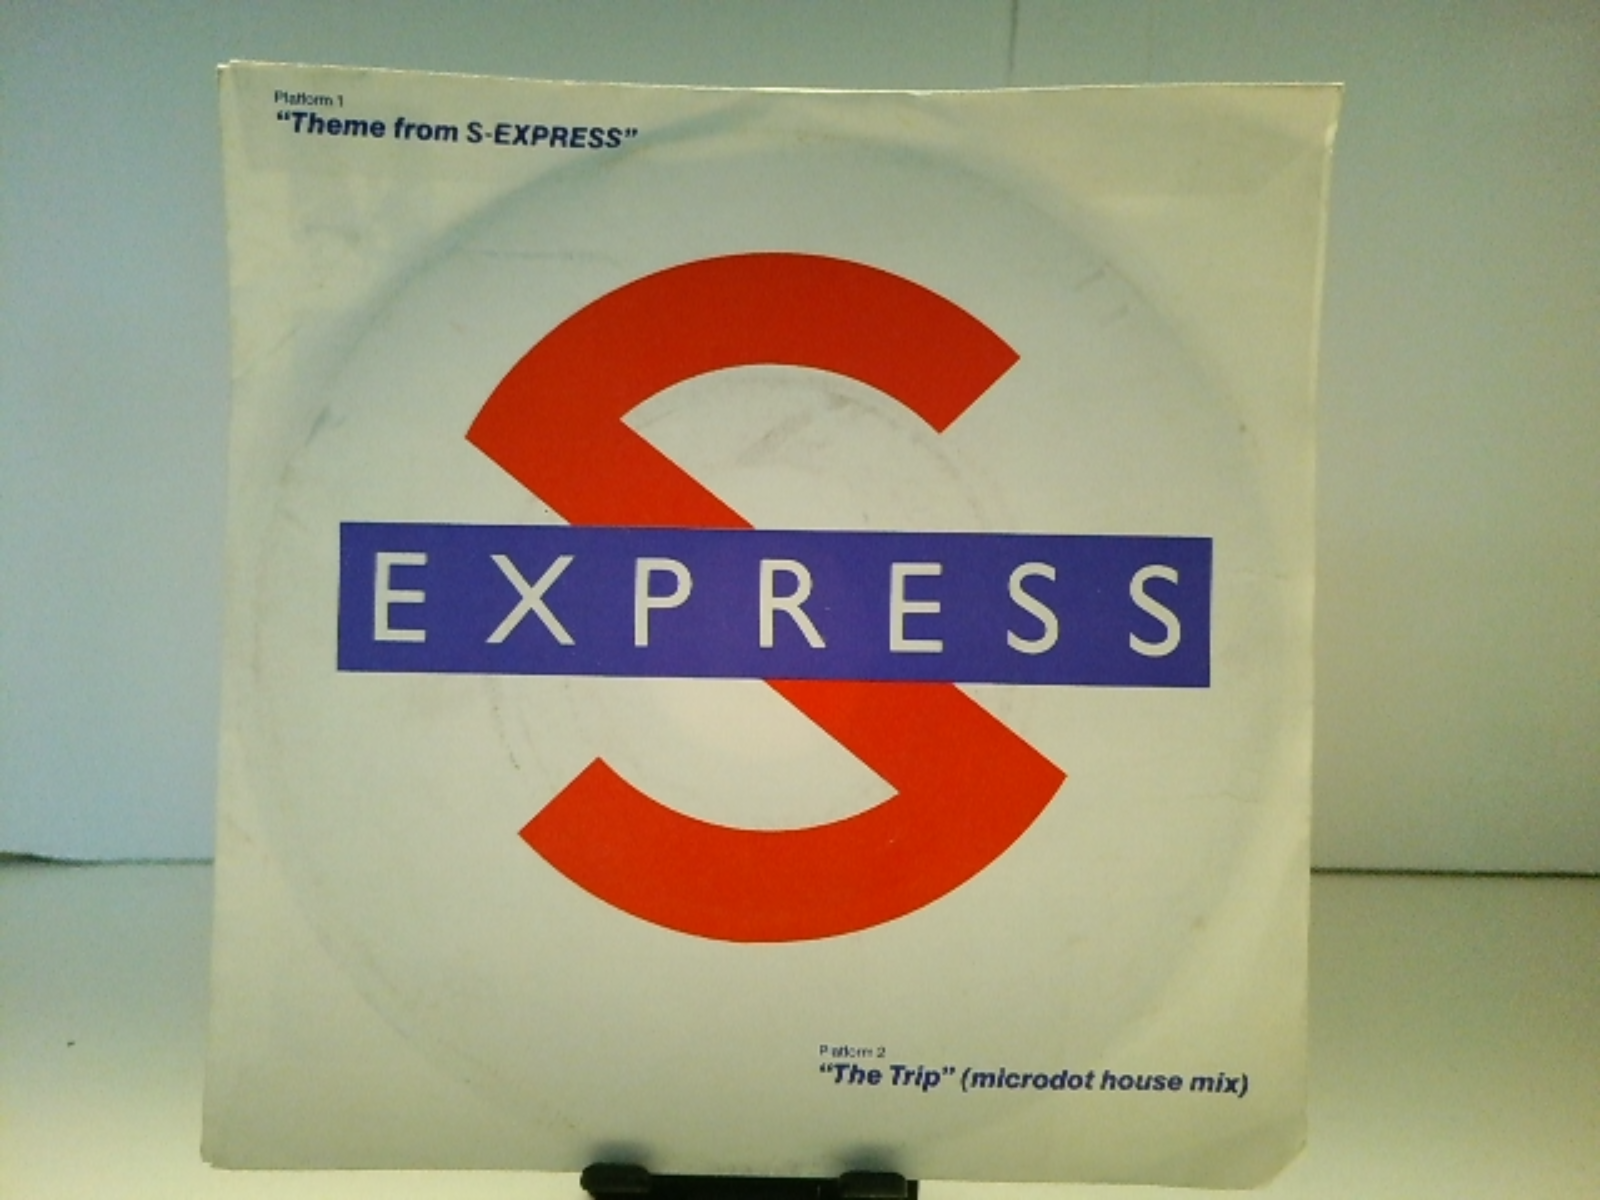 Platform 1
“Theme from S-EXPRESS”
S
EXPRESS
Platform 2
“The Trip” (microdot house mix)